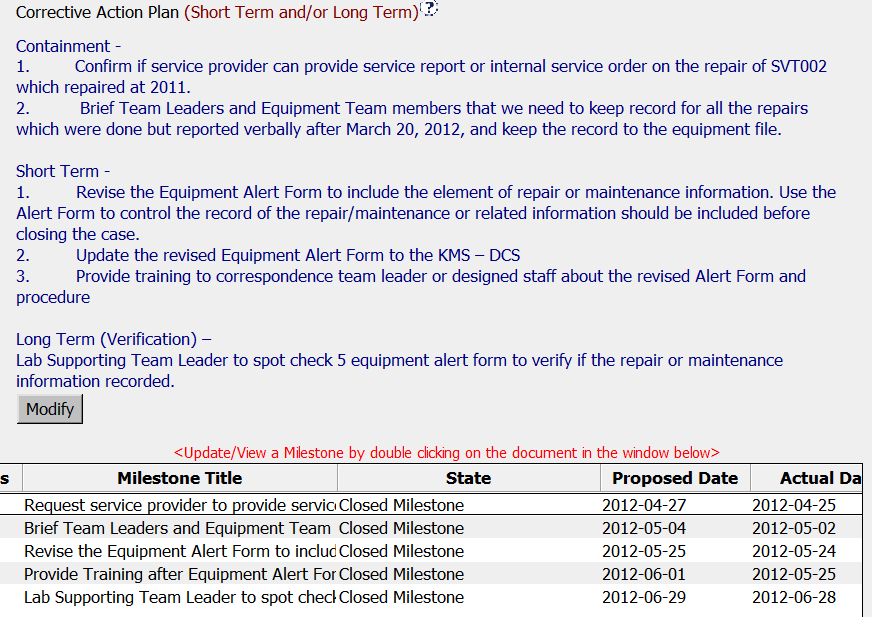 Corrective Action Plan (Short Term and/or Long Term) ?
Containment -
1. Confirm if service provider can provide service report or internal service order on the repair of SVT002
which repaired at 2011.
2. Brief Team Leaders and Equipment Team members that we need to keep record for all the repairs
which were done but reported verbally after March 20, 2012, and keep the record to the equipment file.
Short Term -
1. Revise the Equipment Alert Form to include the element of repair or maintenance information. Use the
Alert Form to control the record of the repair/maintenance or related information should be included before
closing the case.
2. Update the revised Equipment Alert Form to the KMS – DCS
3. Provide training to correspondence team leader or designed staff about the revised Alert Form and
procedure
Long Term (Verification) –
Lab Supporting Team Leader to spot check 5 equipment alert form to verify if the repair or maintenance
information recorded.
Modify
<Update/View a Milestone by double clicking on the document in the window below>
s Milestone Title State Proposed Date Actual Da
Request service provider to provide servic Closed Milestone 2012-04-27 2012-04-25
Brief Team Leaders and Equipment Team Closed Milestone 2012-05-04 2012-05-02
Revise the Equipment Alert Form to includ Closed Milestone 2012-05-25 2012-05-24
Provide Training after Equipment Alert For Closed Milestone 2012-06-01 2012-05-25
Lab Supporting Team Leader to spot check Closed Milestone 2012-06-29 2012-06-28